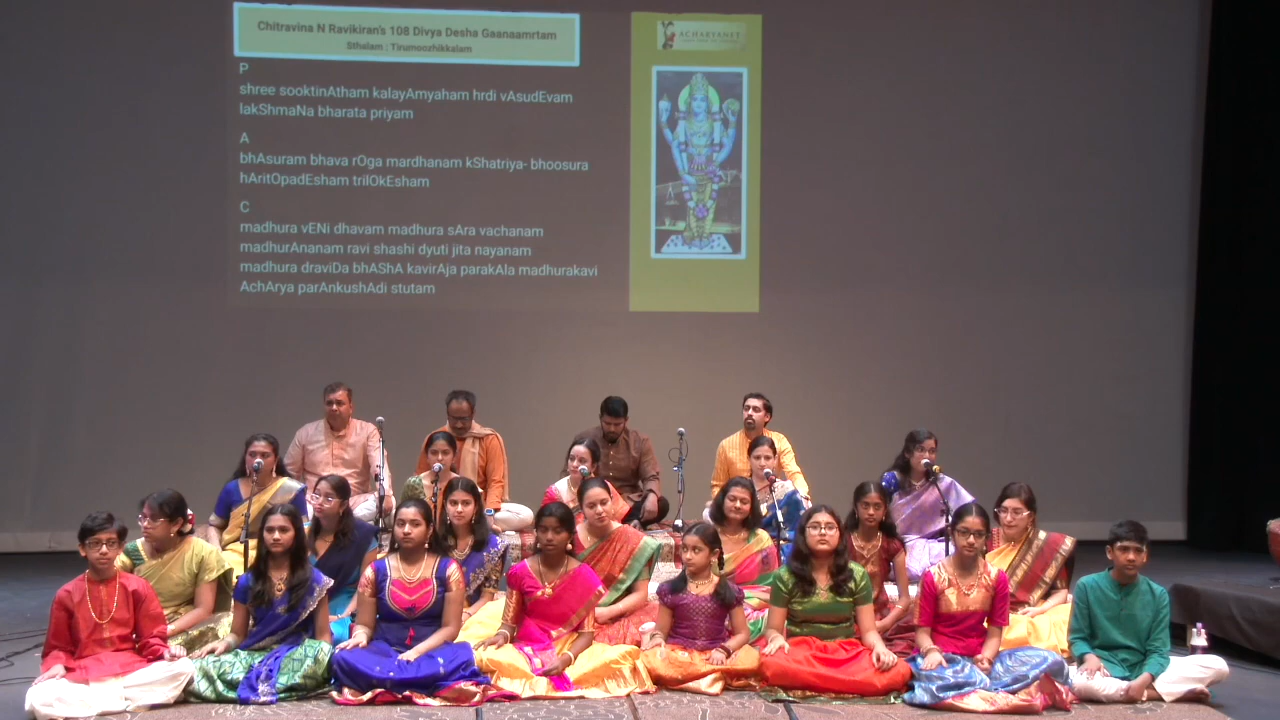 Chitravina N Ravikiran's 108 Divya Desha Gaanaamrtam
Sthalam : Tirumoozhikkalam
P
shree sooktinAtham kalayAmyaham hrdi vAsudEvam
lakShmaNa bharata priyam
A
bhAsuram bhava rOga mardhanam kShatriya- bhoosura
hAritOpadEsham trilOkEsham
C
madhura vENi dhavam madhura sAra vachanam
madhurAnanam ravi shashi dyuti jita nayanam
madhura draviDa bhAShA kavirAja parakAla madhurakavi
AchArya parAnkushAdi stutam
ACHARYANET